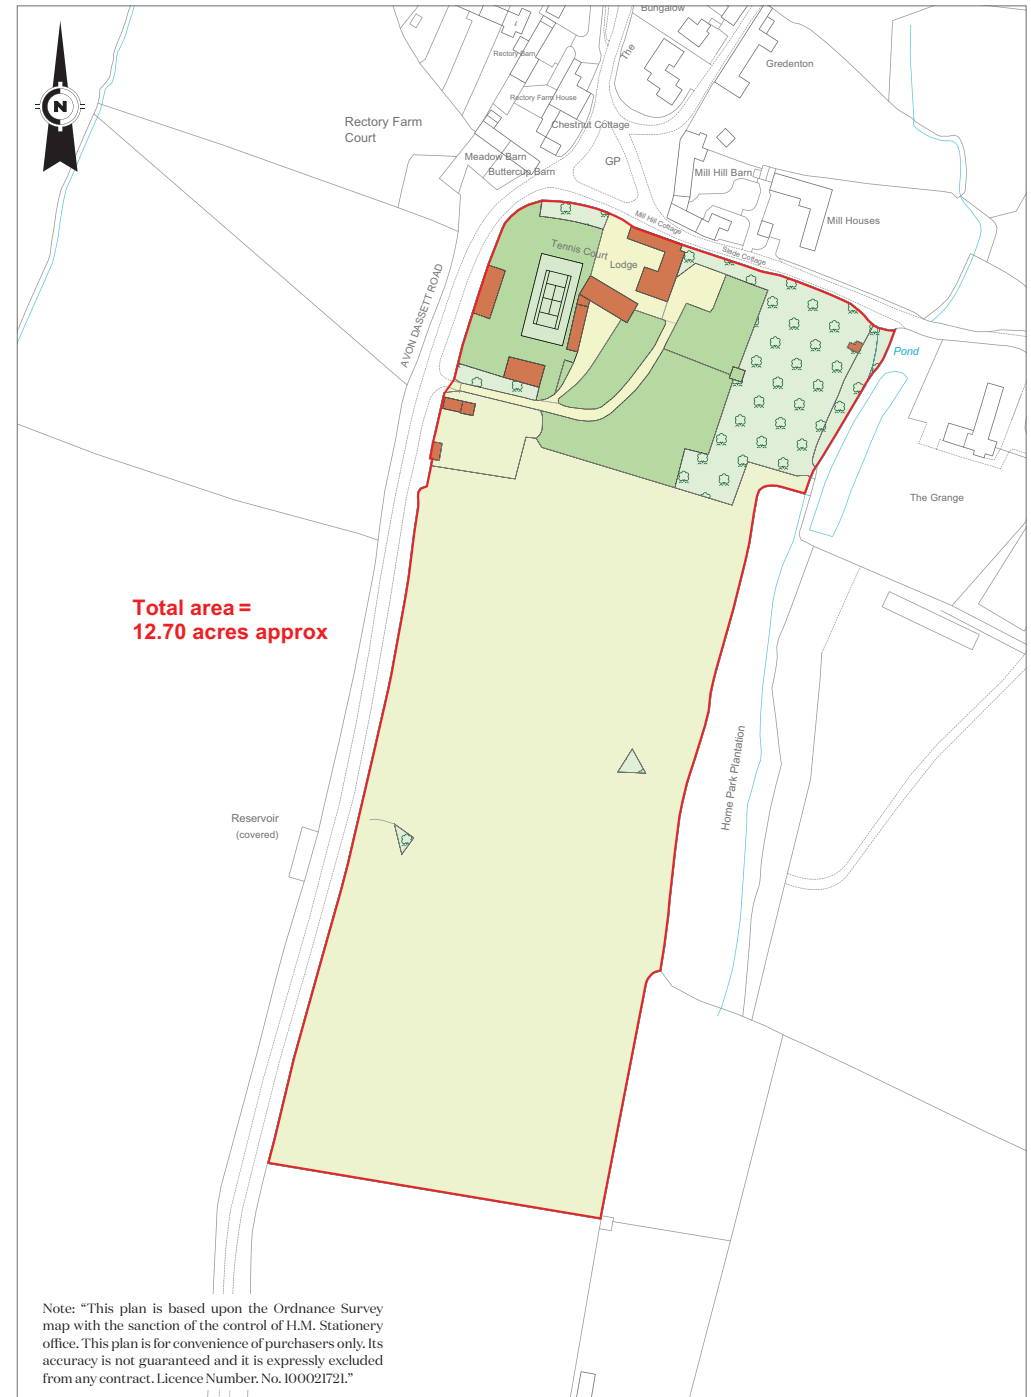 Bungalow
The
Rectory Barn
Gredenton
Rectory Farm House
Rectory Farm
Court
Chestnut Cottage
Meadow Barn
GP
Buttercup Barn
Mill Hill Barn
Mill Hill Cottage
Mill Houses
Slade Cottage
Tennis Court
Lodge
N
AVON DASSETT ROAD
Pond
The Grange
Total area =
12.70 acres approx
Home Park Plantation
Reservoir
(covered)
Note: “This plan is based upon the Ordnance Survey
map with the sanction of the control of H.M. Stationery
office. This plan is for convenience of purchasers only. Its
accuracy is not guaranteed and it is expressly excluded
from any contract. Licence Number. No. 100021721.”